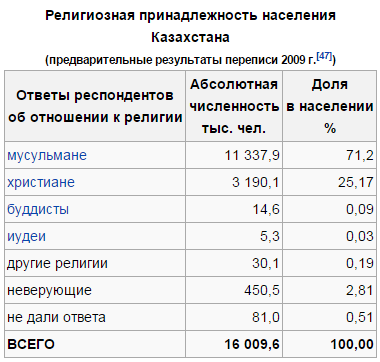 Религиозная принадлежность населения
Казахстана
(предварительные результаты переписи 2009 г.[47])
Ответы респондентов
об отношении к религии
Абсолютная
численность
тыс. чел.
Доля
в населении
%
мусульмане 11 337,9 71,2
христиане 3 190,1 25,17
буддисты 14,6 0,09
иудеи 5,3 0,03
другие религии 30,1 0,19
неверующие 450,5 2,81
не дали ответа 81,0 0,51
ВСЕГО 16 009,6 100,00